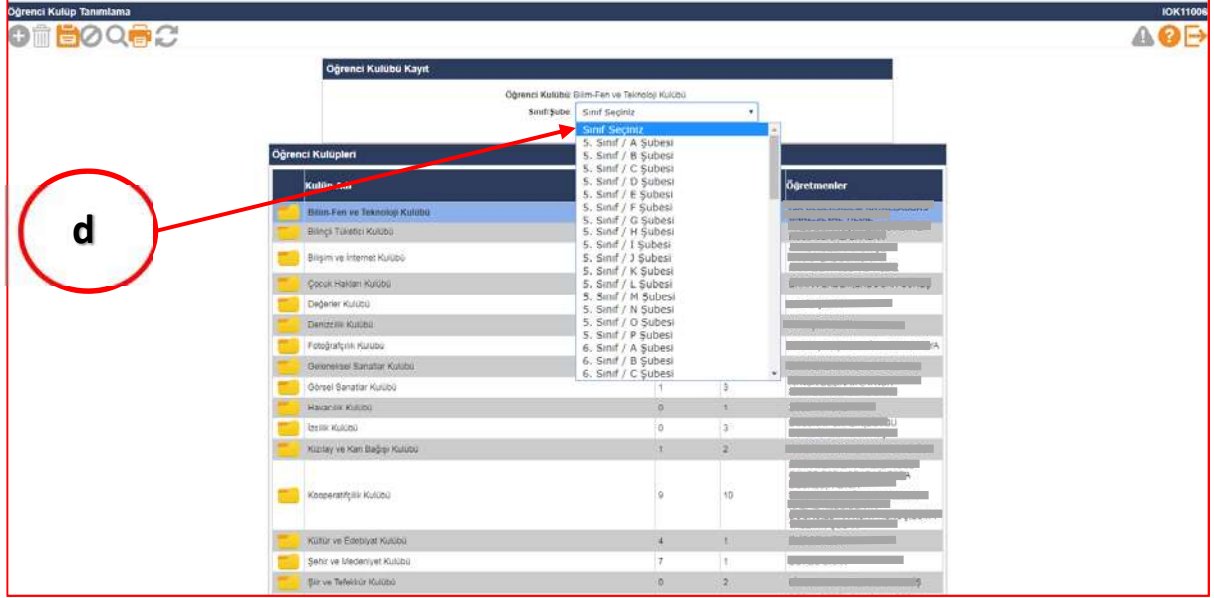 Öğrenci Kulüp Tanımlama IOK11006
Öğrenci Kulübü Kayıt
Öğrenci Kulübü Bilim-Fen ve Teknoloji Kulübü
Sınıf/Şube Sınıf Seçiniz
Sınıf Seçiniz
5. Sınıf / A Şubesi
5. Sınıf / B Şubesi
5. Sınıf / C Şubesi
5. Sınıf / D Şubesi
5. Sınıf / E Şubesi
5. Sınıf / F Şubesi
5. Sınıf / G Şubesi
5. Sınıf / H Şubesi
5. Sınıf / I Şubesi
5. Sınıf / J Şubesi
5. Sınıf / K Şubesi
5. Sınıf / L Şubesi
5. Sınıf / M Şubesi
5. Sınıf / N Şubesi
5. Sınıf / O Şubesi
5. Sınıf / P Şubesi
6. Sınıf / A Şubesi
6. Sınıf / B Şubesi
6. Sınıf / C Şubesi
d
Öğrenci Kulüpleri
Kulüp Adı Öğretmenler
Bilim-Fen ve Teknoloji Kulübü
Bilinçli Tüketici Kulübü
Bilişim ve İnternet Kulübü
Çocuk Hakları Kulübü
Değerler Kulübü
Denizcilik Kulübü
Fotoğrafçılık Kulübü
Geleneksel Sanatlar Kulübü
Görsel Sanatlar Kulübü 1 3
Havacılık Kulübü 0 1
İzcilik Kulübü 0 3
Kızılay ve Kan Bağışı Kulübü 1 2
Kooperatifçilik Kulübü 9 10
Kültür ve Edebiyat Kulübü 4 1
Şehir ve Medeniyet Kulübü 7 1
Şiir ve Tefekkür Kulübü 0 2